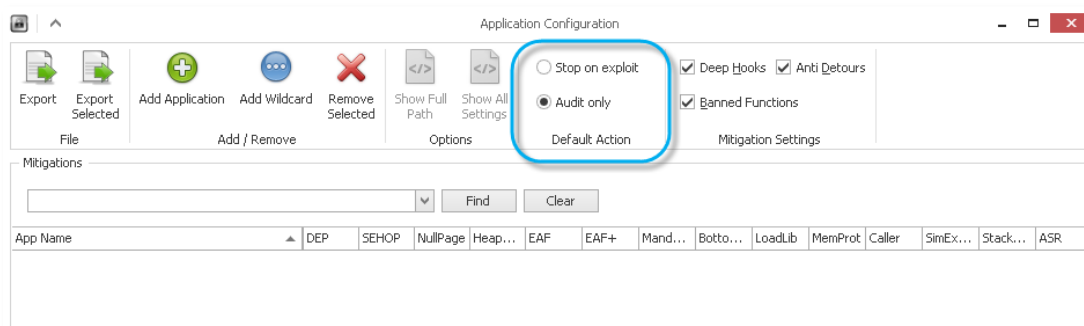 Application Configuration
Export
Export Selected
Add Application
Add Wildcard
Remove Selected
Show Full Path
Show All Settings
Stop on exploit
Audit only
Deep Hooks
Anti Detours
Banned Functions
File
Add / Remove
Options
Default Action
Mitigation Settings
Mitigations
Find
Clear
App Name
DEP
SEHOP
NullPage
Heap...
EAF
EAF+
Mand...
Botto...
LoadLib
MemProt
Caller
SimEx...
Stack...
ASR